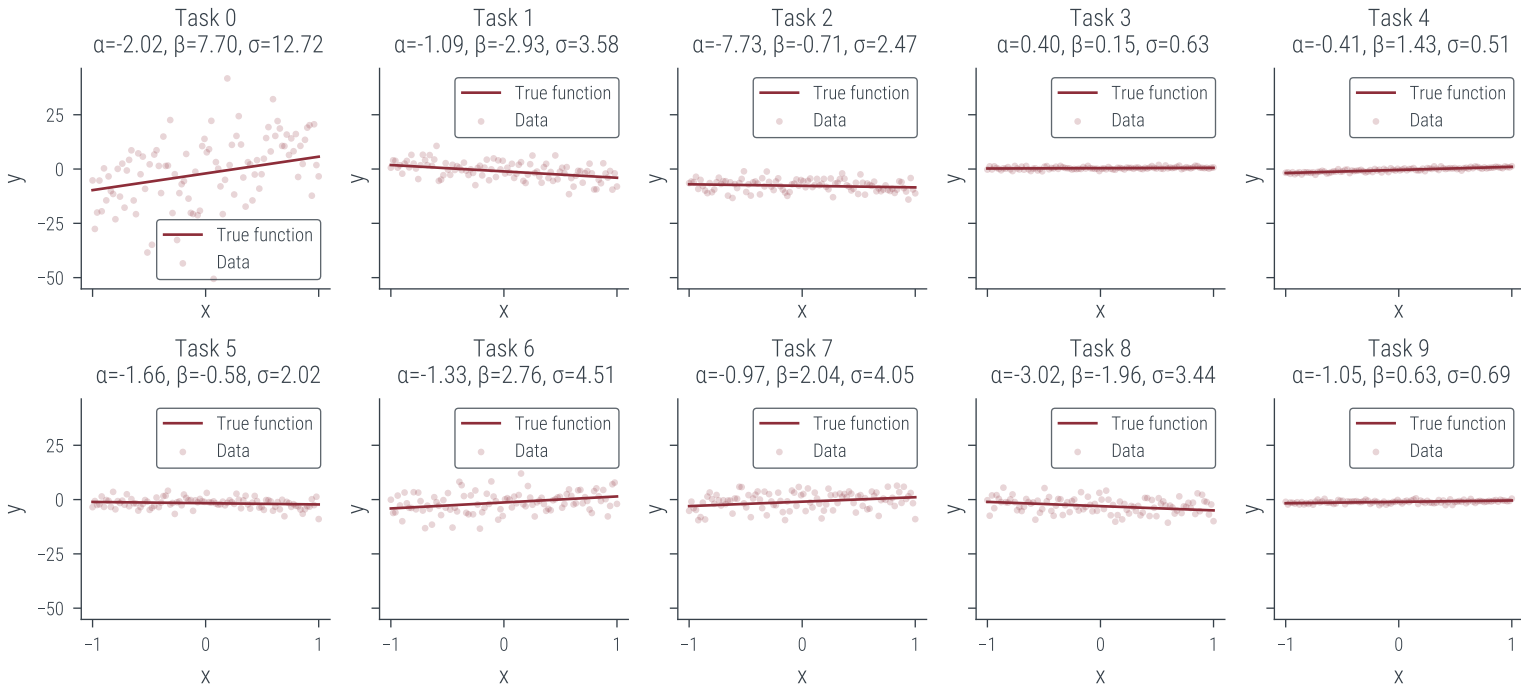 Task 0
α=-2.02, β=7.70, σ=12.72
Task 1
α=-1.09, β=-2.93, σ=3.58
Task 2
α=-7.73, β=-0.71, σ=2.47
Task 3
α=0.40, β=0.15, σ=0.63
Task 4
α=-0.41, β=1.43, σ=0.51
25
0
−25
−50
y
x
True function
Data
y
x
True function
Data
y
x
True function
Data
y
x
True function
Data
y
x
True function
Data
Task 5
α=-1.66, β=-0.58, σ=2.02
Task 6
α=-1.33, β=2.76, σ=4.51
Task 7
α=-0.97, β=2.04, σ=4.05
Task 8
α=-3.02, β=-1.96, σ=3.44
Task 9
α=-1.05, β=0.63, σ=0.69
25
0
−25
−50
y
True function
Data
−1
0
1
x
y
True function
Data
−1
0
1
x
y
True function
Data
−1
0
1
x
y
True function
Data
−1
0
1
x
y
True function
Data
−1
0
1
x